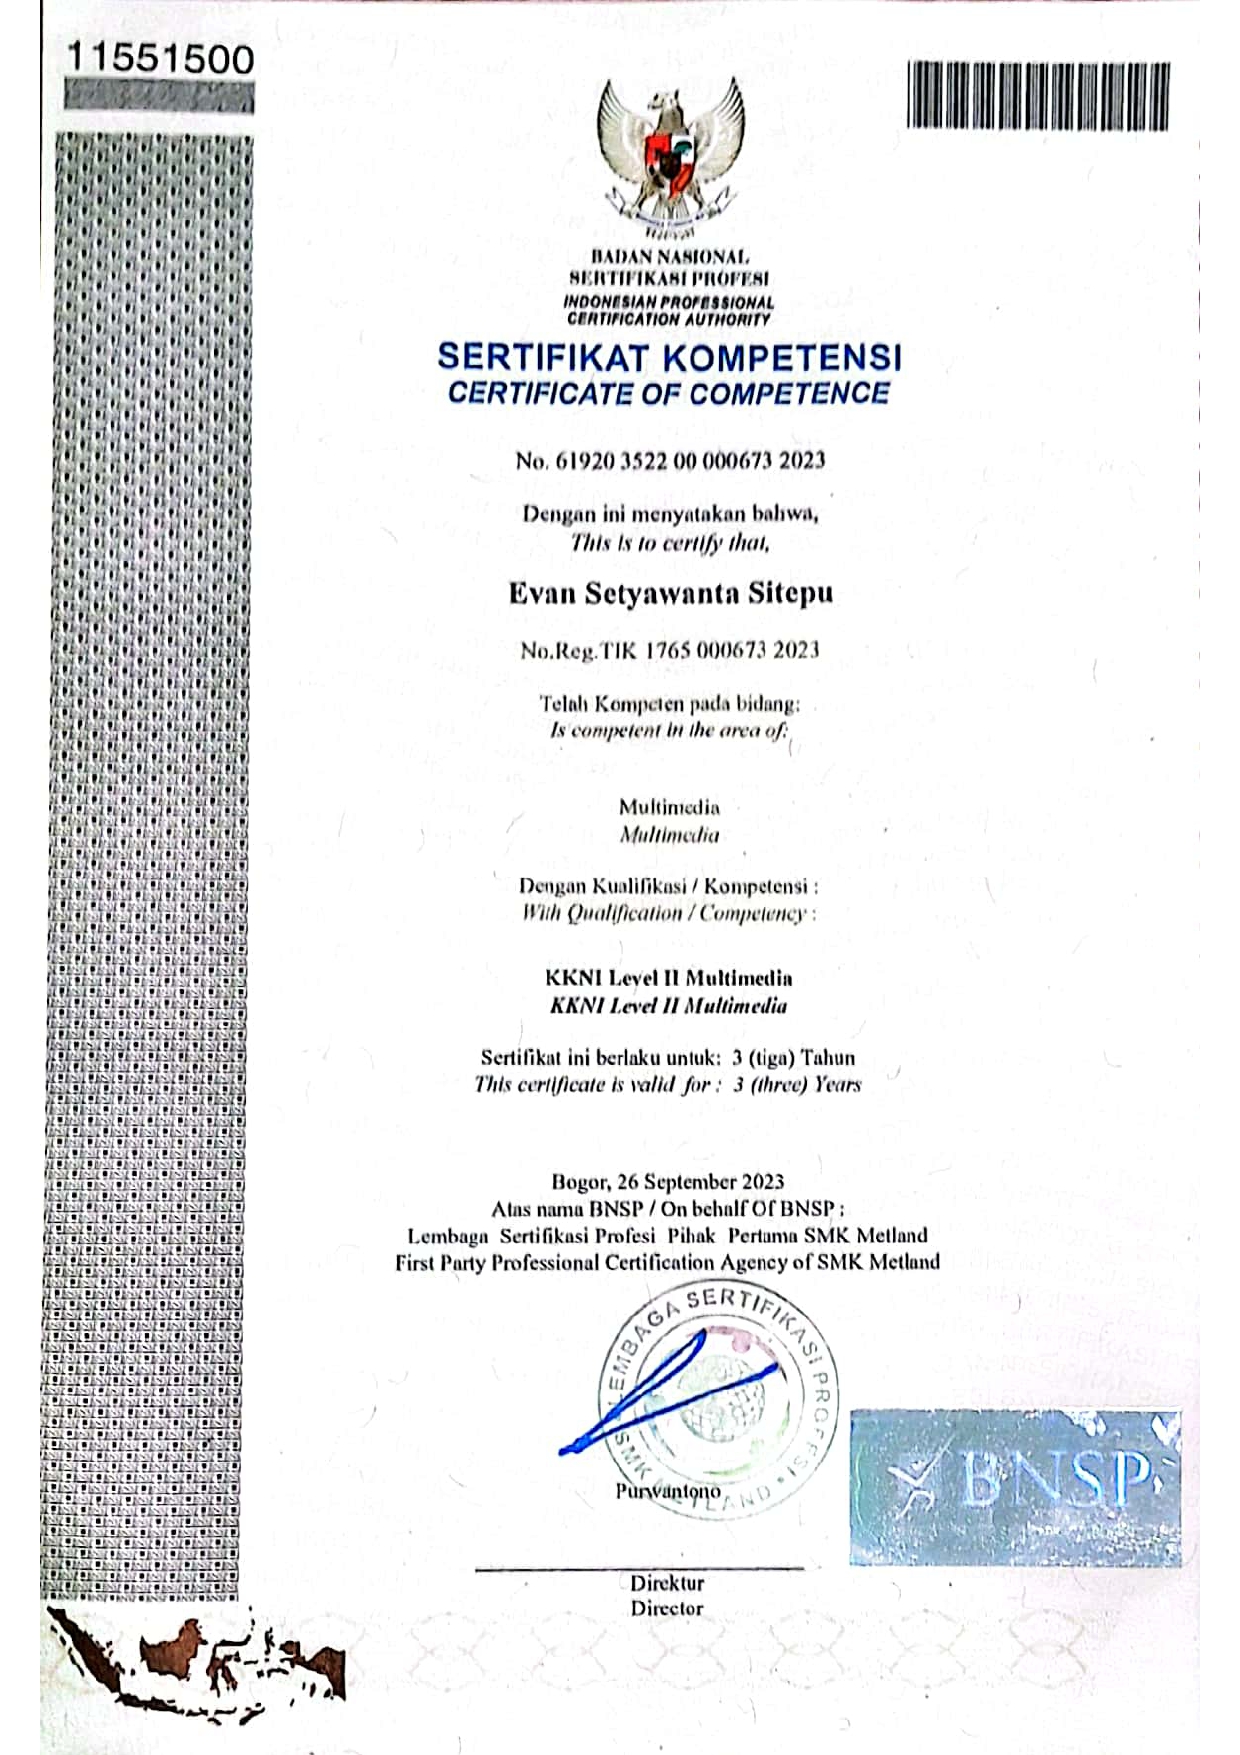 11551500
BADAN NASIONAL
SERTIFIKASI PROFESI
INDONESIAN PROFESSIONAL
CERTIFICATION AUTHORITY
SERTIFIKAT KOMPETENSI
CERTIFICATE OF COMPETENCE
No. 61920 3522 00 000673 2023
Dengan ini menyatakan bahwa,
This is to certify that,
Evan Setyawanta Sitepu
No.Reg.TIK 1765 000673 2023
Telah Kompeten pada bidang:
Is competent in the area of:
Multimedia
Multimedia
Dengan Kualifikasi / Kompetensi :
With Qualification / Competency :
KKNI Level II Multimedia
KKNI Level II Multimedia
Sertifikat ini berlaku untuk: 3 (tiga) Tahun
This certificate is valid for : 3 (three) Years
Bogor, 26 September 2023
Atas nama BNSP / On behalf Of BNSP :
Lembaga Sertifikasi Profesi Pihak Pertama SMK Metland
First Party Professional Certification Agency of SMK Metland
LEMBAGA SERTIFIKASI PROFESI
SMK METLAND
Purwantono
BNSP
Direktur
Director